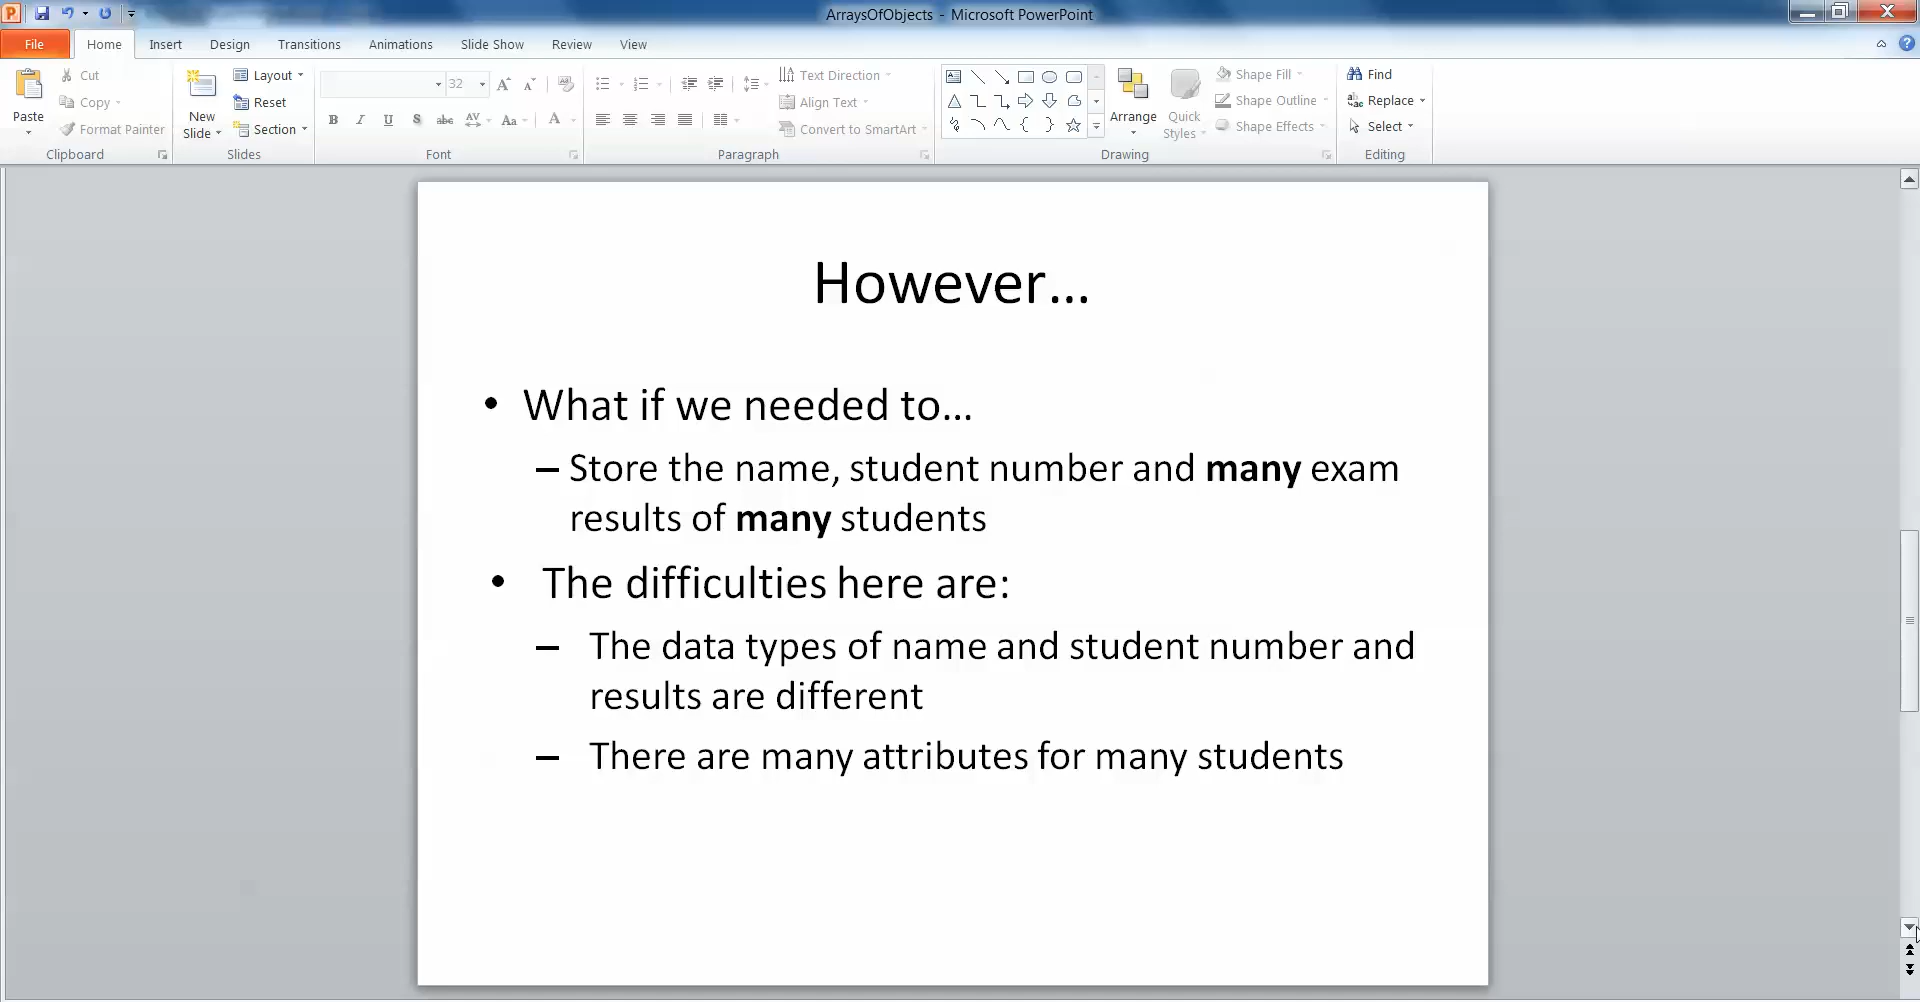 ArraysOfObjects - Microsoft PowerPoint
File Home Insert Design Transitions Animations Slide Show Review View
Paste
Cut
Copy
Format Painter
Clipboard
New Slide
Layout
Reset
Section
Slides
32
B I U S abc AV Aa A
Font
Text Direction
Align Text
Convert to SmartArt
Paragraph
Arrange
Quick Styles
Shape Fill
Shape Outline
Shape Effects
Drawing
Find
Replace
Select
Editing
However...
• What if we needed to...
– Store the name, student number and many exam
results of many students
• The difficulties here are:
– The data types of name and student number and
results are different
– There are many attributes for many students